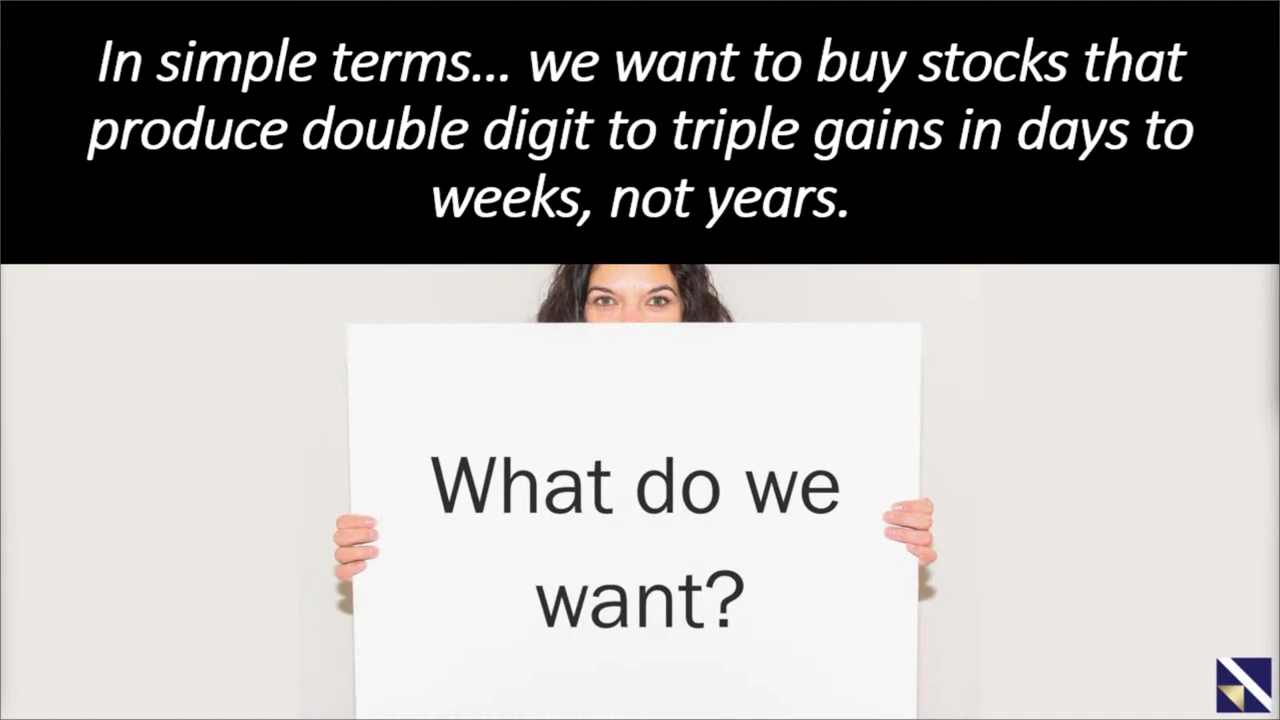 In simple terms... we want to buy stocks that
produce double digit to triple gains in days to
weeks, not years.
What do we
want?